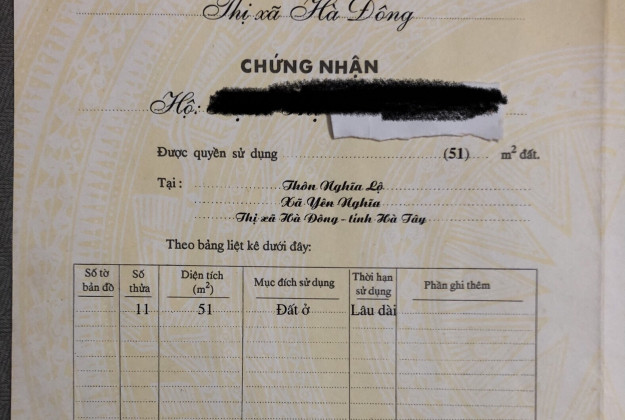 Thị xã Hà Đông
CHỨNG NHẬN
Hộ:
Được quyền sử dụng (51) m² đất.
Tại :
Thôn Nghĩa Lộ
Xã Yên Nghĩa
Thị xã Hà Đông - tỉnh Hà Tây
Theo bảng liệt kê dưới đây:
Số tờ bản đồ
Số thửa
Diện tích (m²)
Mục đích sử dụng
Thời hạn sử dụng
Phần ghi thêm
11 51 Đất ở Lâu dài